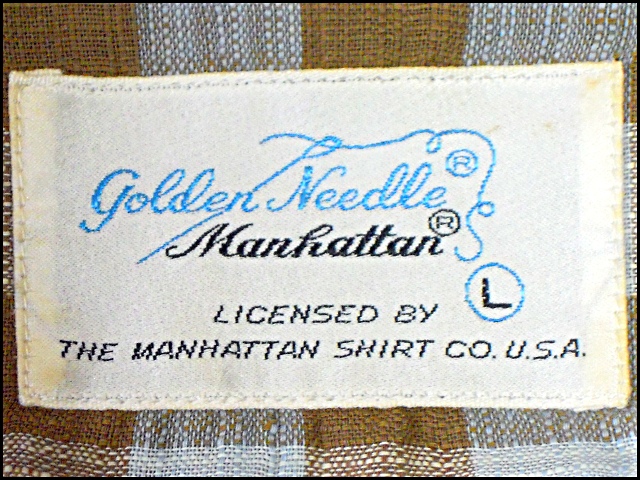 Golden Needle®
Manhattan®
L
LICENSED BY
THE MANHATTAN SHIRT CO. U.S.A.